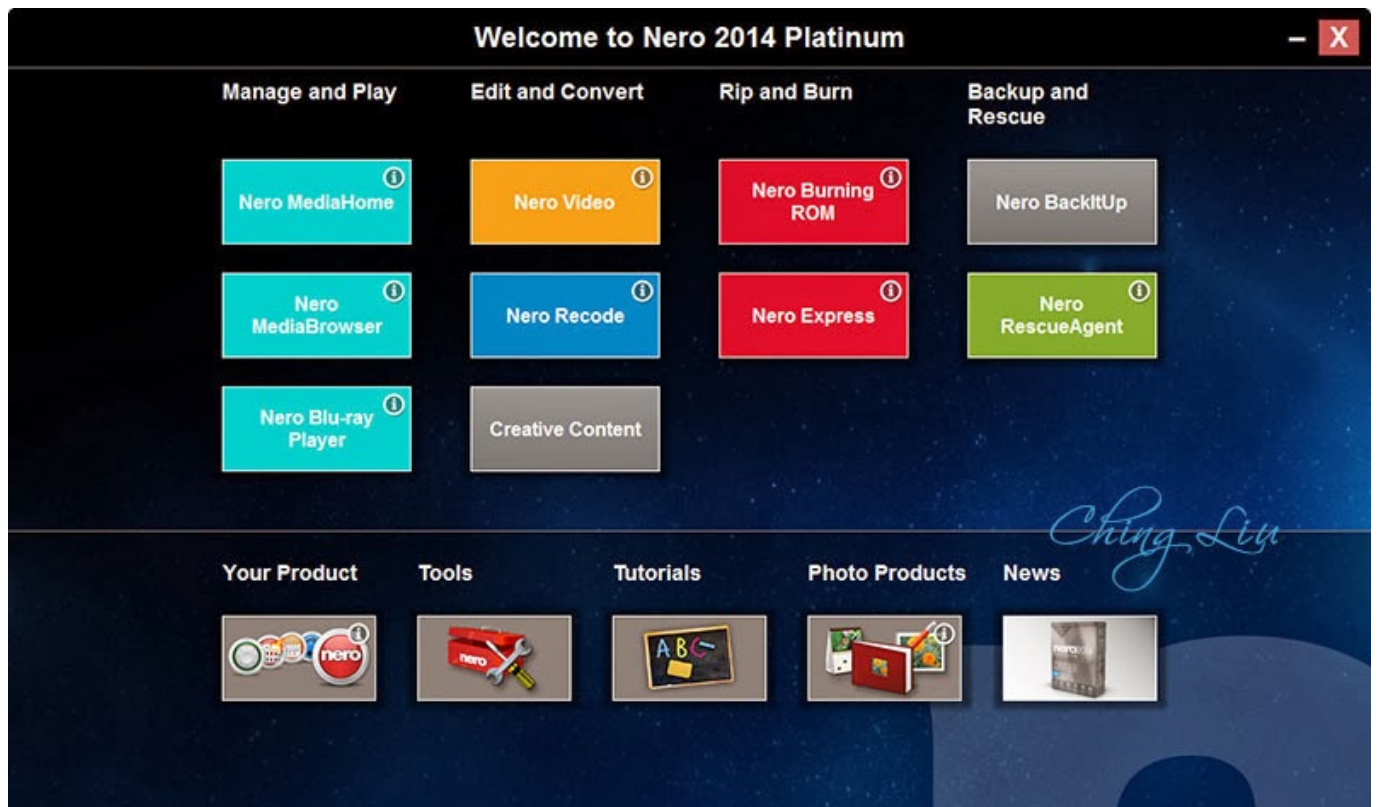 Welcome to Nero 2014 Platinum
– X
Manage and Play
Edit and Convert
Rip and Burn
Backup and
Rescue
Nero MediaHome
Nero Video
Nero Burning
ROM
Nero BackItUp
Nero
MediaBrowser
Nero Recode
Nero Express
Nero
RescueAgent
Nero Blu-ray
Player
Creative Content
Ching Liu
Your Product
Tools
Tutorials
Photo Products
News
nero
nero
ABC